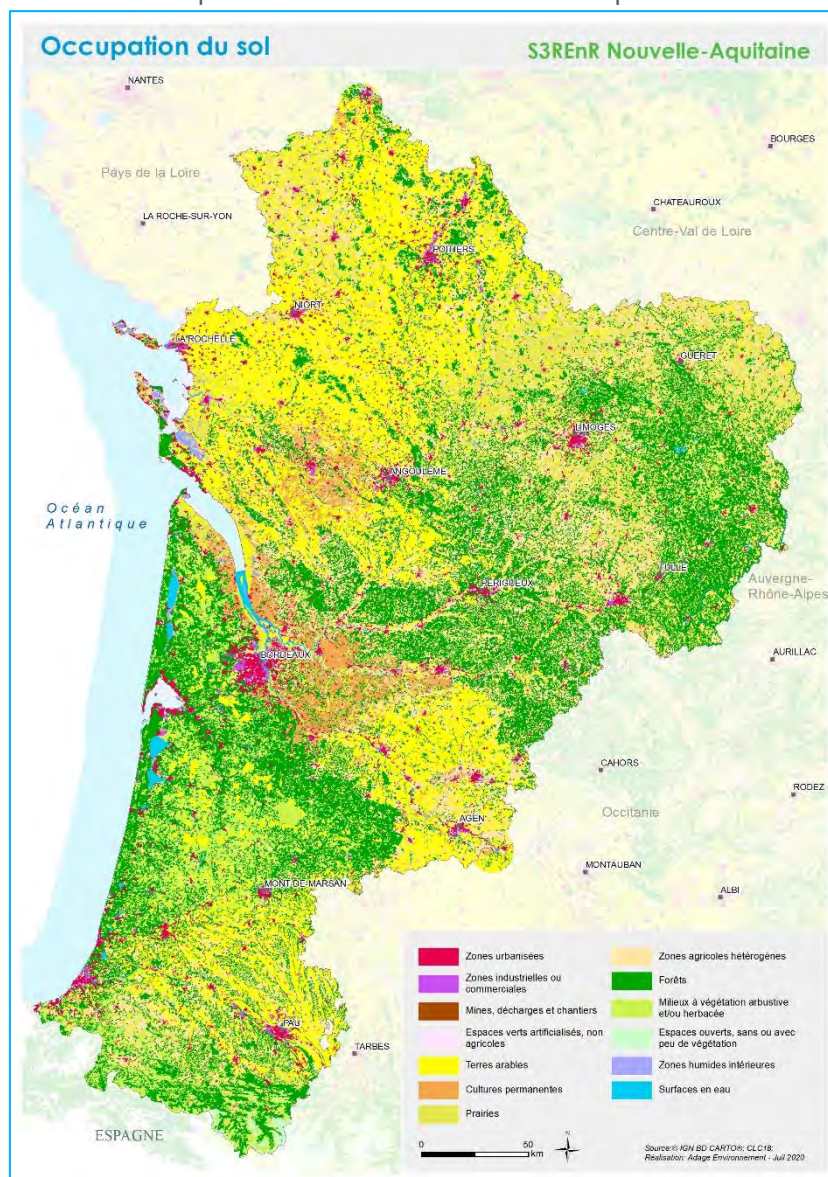 Occupation du sol
S3REnR Nouvelle-Aquitaine
NANTES
BOURGES
Pays de la Loire
CHATEAUROUX
LA ROCHE-SUR-YON
Centre-Val de Loire
POITIERS
NIORT
LA ROCHELLE
GUERET
LIMOGES
ANGOULEME
Océan
Atlantique
PERIGUEUX
TULLE
Auvergne-
Rhône-Alpes
BORDEAUX
AURILLAC
CAHORS
RODEZ
Occitanie
AGEN
MONTAUBAN
MONT-DE-MARSAN
ALBI
PAU
TARBES
ESPAGNE
Zones urbanisées
Zones industrielles ou
commerciales
Mines, décharges et chantiers
Espaces verts artificialisés, non
agricoles
Terres arables
Cultures permanentes
Prairies
Zones agricoles hétérogènes
Forêts
Milieux à végétation arbustive
et/ou herbacée
Espaces ouverts, sans ou avec
peu de végétation
Zones humides intérieures
Surfaces en eau
0 50
km
N
Source:© IGN BD CARTO®; CLC18;
Réalisation: Adage Environnement - Juil 2020